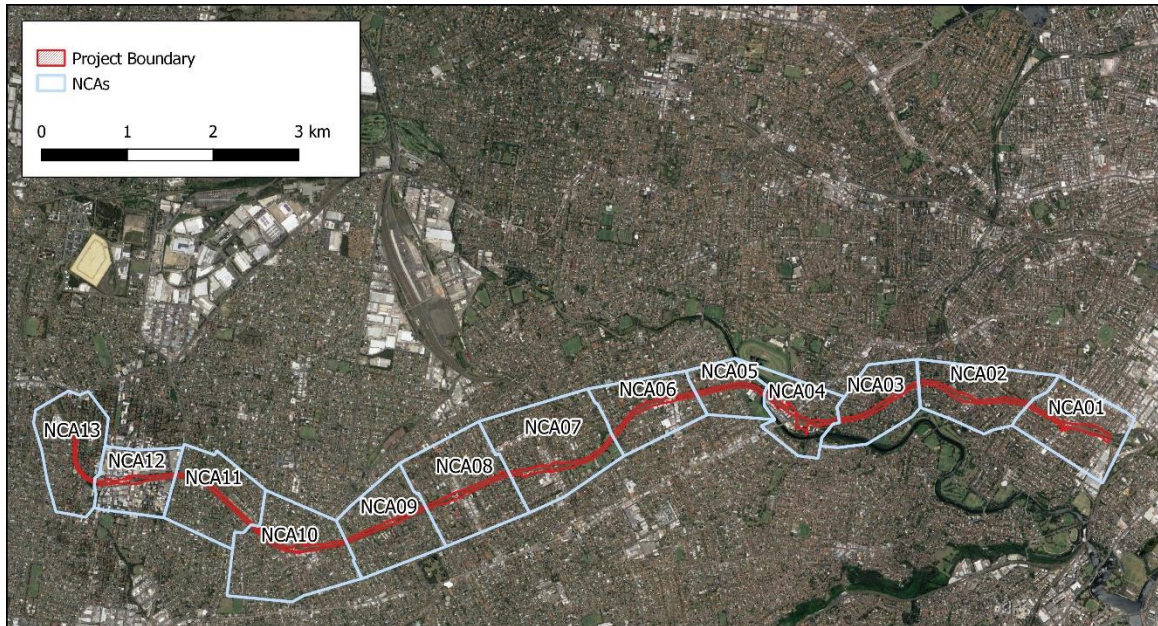 Project Boundary
NCAs
0 1 2 3 km
NCA05
NCA06
NCA04
NCA03
NCA02
NCA01
NCA07
NCA13
NCA12
NCA08
NCA11
NCA09
NCA10